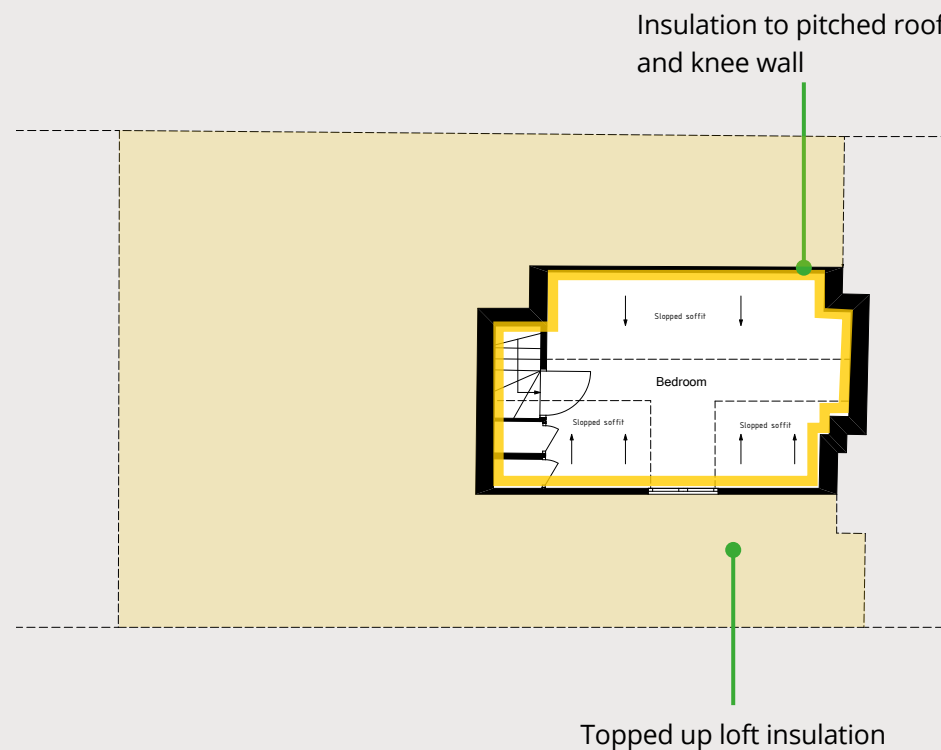 Insulation to pitched roof
and knee wall
Slopped soffit
Bedroom
Slopped soffit
Slopped soffit
Topped up loft insulation